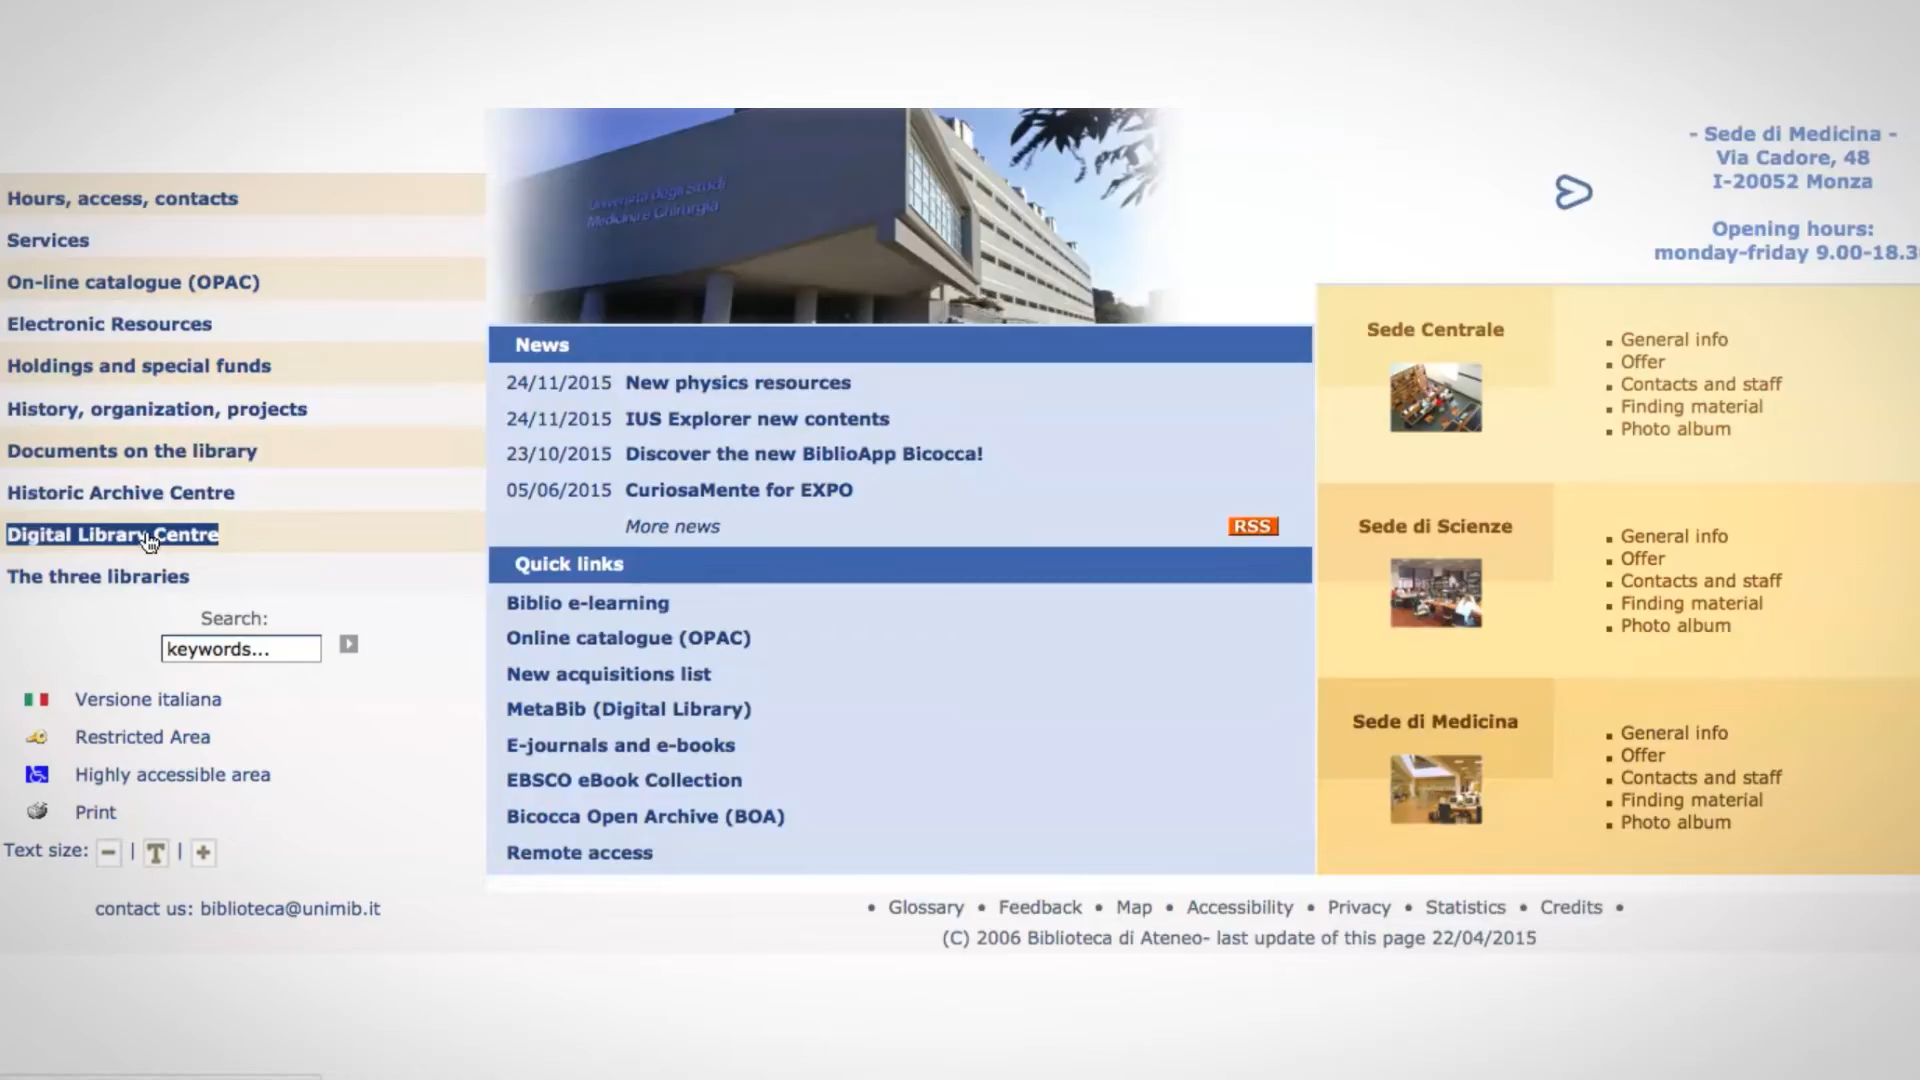 Hours, access, contacts
Services
On-line catalogue (OPAC)
Electronic Resources
Holdings and special funds
History, organization, projects
Documents on the library
Historic Archive Centre
Digital Library Centre
The three libraries
Search:
keywords...
Versione italiana
Restricted Area
Highly accessible area
Print
Text size: − | T | +
contact us: biblioteca@unimib.it
Università degli Studi
Medicina e Chirurgia
News
24/11/2015 New physics resources
24/11/2015 IUS Explorer new contents
23/10/2015 Discover the new BiblioApp Bicocca!
05/06/2015 CuriosaMente for EXPO
More news
RSS
Quick links
Biblio e-learning
Online catalogue (OPAC)
New acquisitions list
MetaBib (Digital Library)
E-journals and e-books
EBSCO eBook Collection
Bicocca Open Archive (BOA)
Remote access
- Sede di Medicina -
Via Cadore, 48
I-20052 Monza
Opening hours:
monday-friday 9.00-18.3
Sede Centrale
General info
Offer
Contacts and staff
Finding material
Photo album
Sede di Scienze
General info
Offer
Contacts and staff
Finding material
Photo album
Sede di Medicina
General info
Offer
Contacts and staff
Finding material
Photo album
• Glossary • Feedback • Map • Accessibility • Privacy • Statistics • Credits •
(C) 2006 Biblioteca di Ateneo- last update of this page 22/04/2015